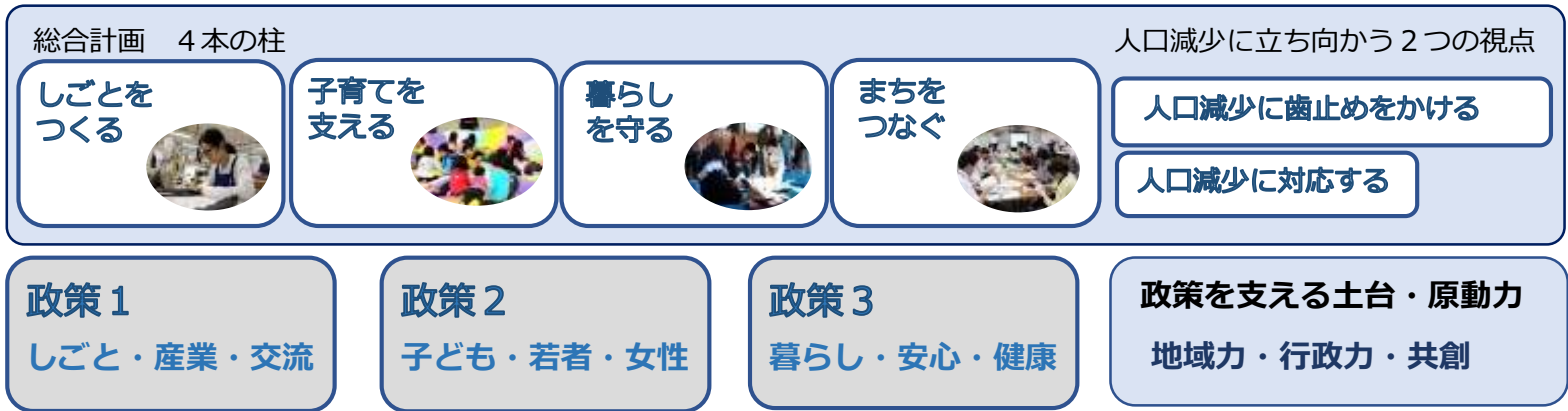 総合計画　４本の柱
人口減少に立ち向かう２つの視点
しごとを
つくる
子育てを
支える
暮らし
を守る
まちを
つなぐ
人口減少に歯止めをかける
人口減少に対応する
政策１
しごと・産業・交流
政策２
子ども・若者・女性
政策３
暮らし・安心・健康
政策を支える土台・原動力
地域力・行政力・共創